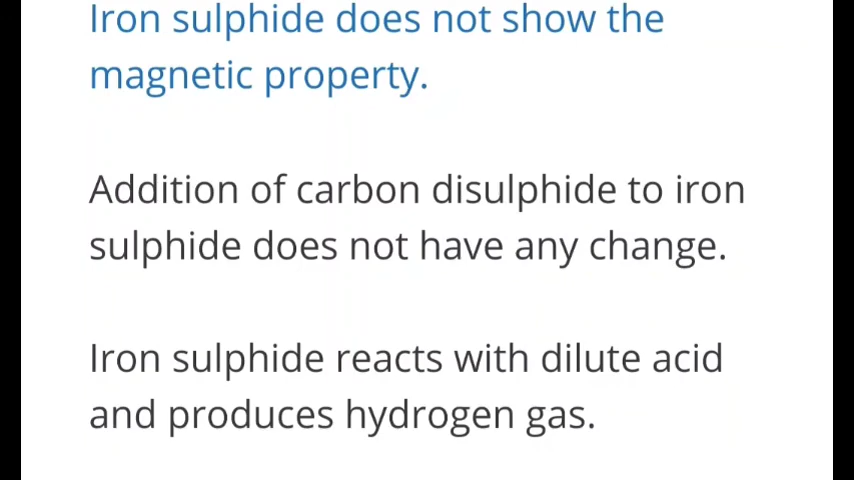 Iron sulphide does not show the
magnetic property.
Addition of carbon disulphide to iron
sulphide does not have any change.
Iron sulphide reacts with dilute acid
and produces hydrogen gas.